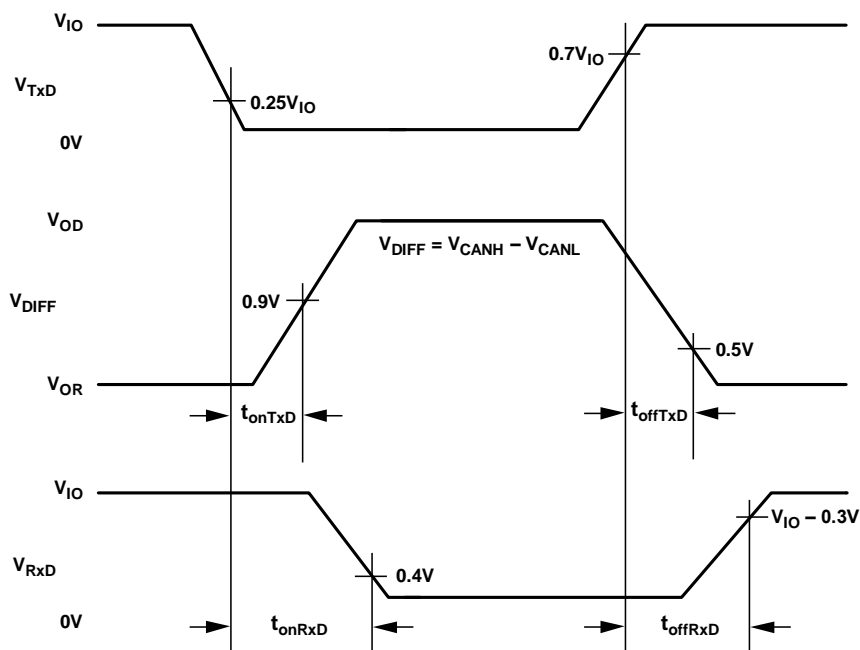 VIO
0.7VIO
VTxD
0.25VIO
0V
VOD
VDIFF = VCANH – VCANL
0.9V
VDIFF
0.5V
VOR
tonTxD
toffTxD
VIO
VIO – 0.3V
VRxD
0.4V
0V
tonRxD
toffRxD